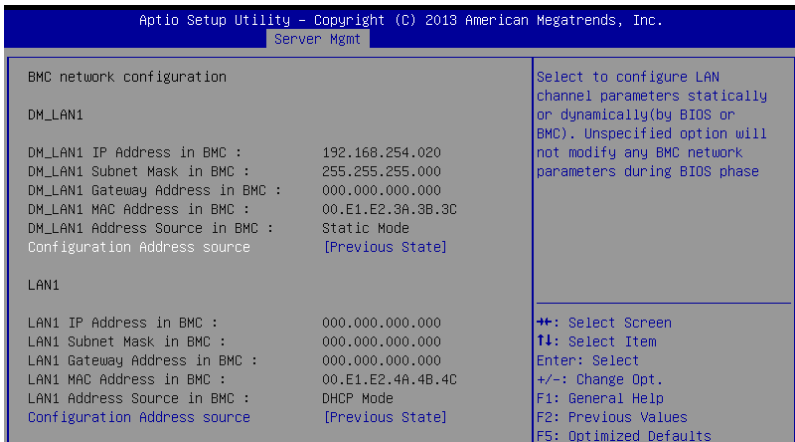 Aptio Setup Utility – Copyright (C) 2013 American Megatrends, Inc.
Server Mgmt
BMC network configuration
DM_LAN1
DM_LAN1 IP Address in BMC : 192.168.254.020
DM_LAN1 Subnet Mask in BMC : 255.255.255.000
DM_LAN1 Gateway Address in BMC : 000.000.000.000
DM_LAN1 MAC Address in BMC : 00.E1.E2.3A.3B.3C
DM_LAN1 Address Source in BMC : Static Mode
Configuration Address source [Previous State]
LAN1
LAN1 IP Address in BMC : 000.000.000.000
LAN1 Subnet Mask in BMC : 000.000.000.000
LAN1 Gateway Address in BMC : 000.000.000.000
LAN1 MAC Address in BMC : 00.E1.E2.4A.4B.4C
LAN1 Address Source in BMC : DHCP Mode
Configuration Address source [Previous State]
Select to configure LAN
channel parameters statically
or dynamically(by BIOS or
BMC). Unspecified option will
not modify any BMC network
parameters during BIOS phase
→←: Select Screen
↑↓: Select Item
Enter: Select
+/-: Change Opt.
F1: General Help
F2: Previous Values
F5: Optimized Defaults